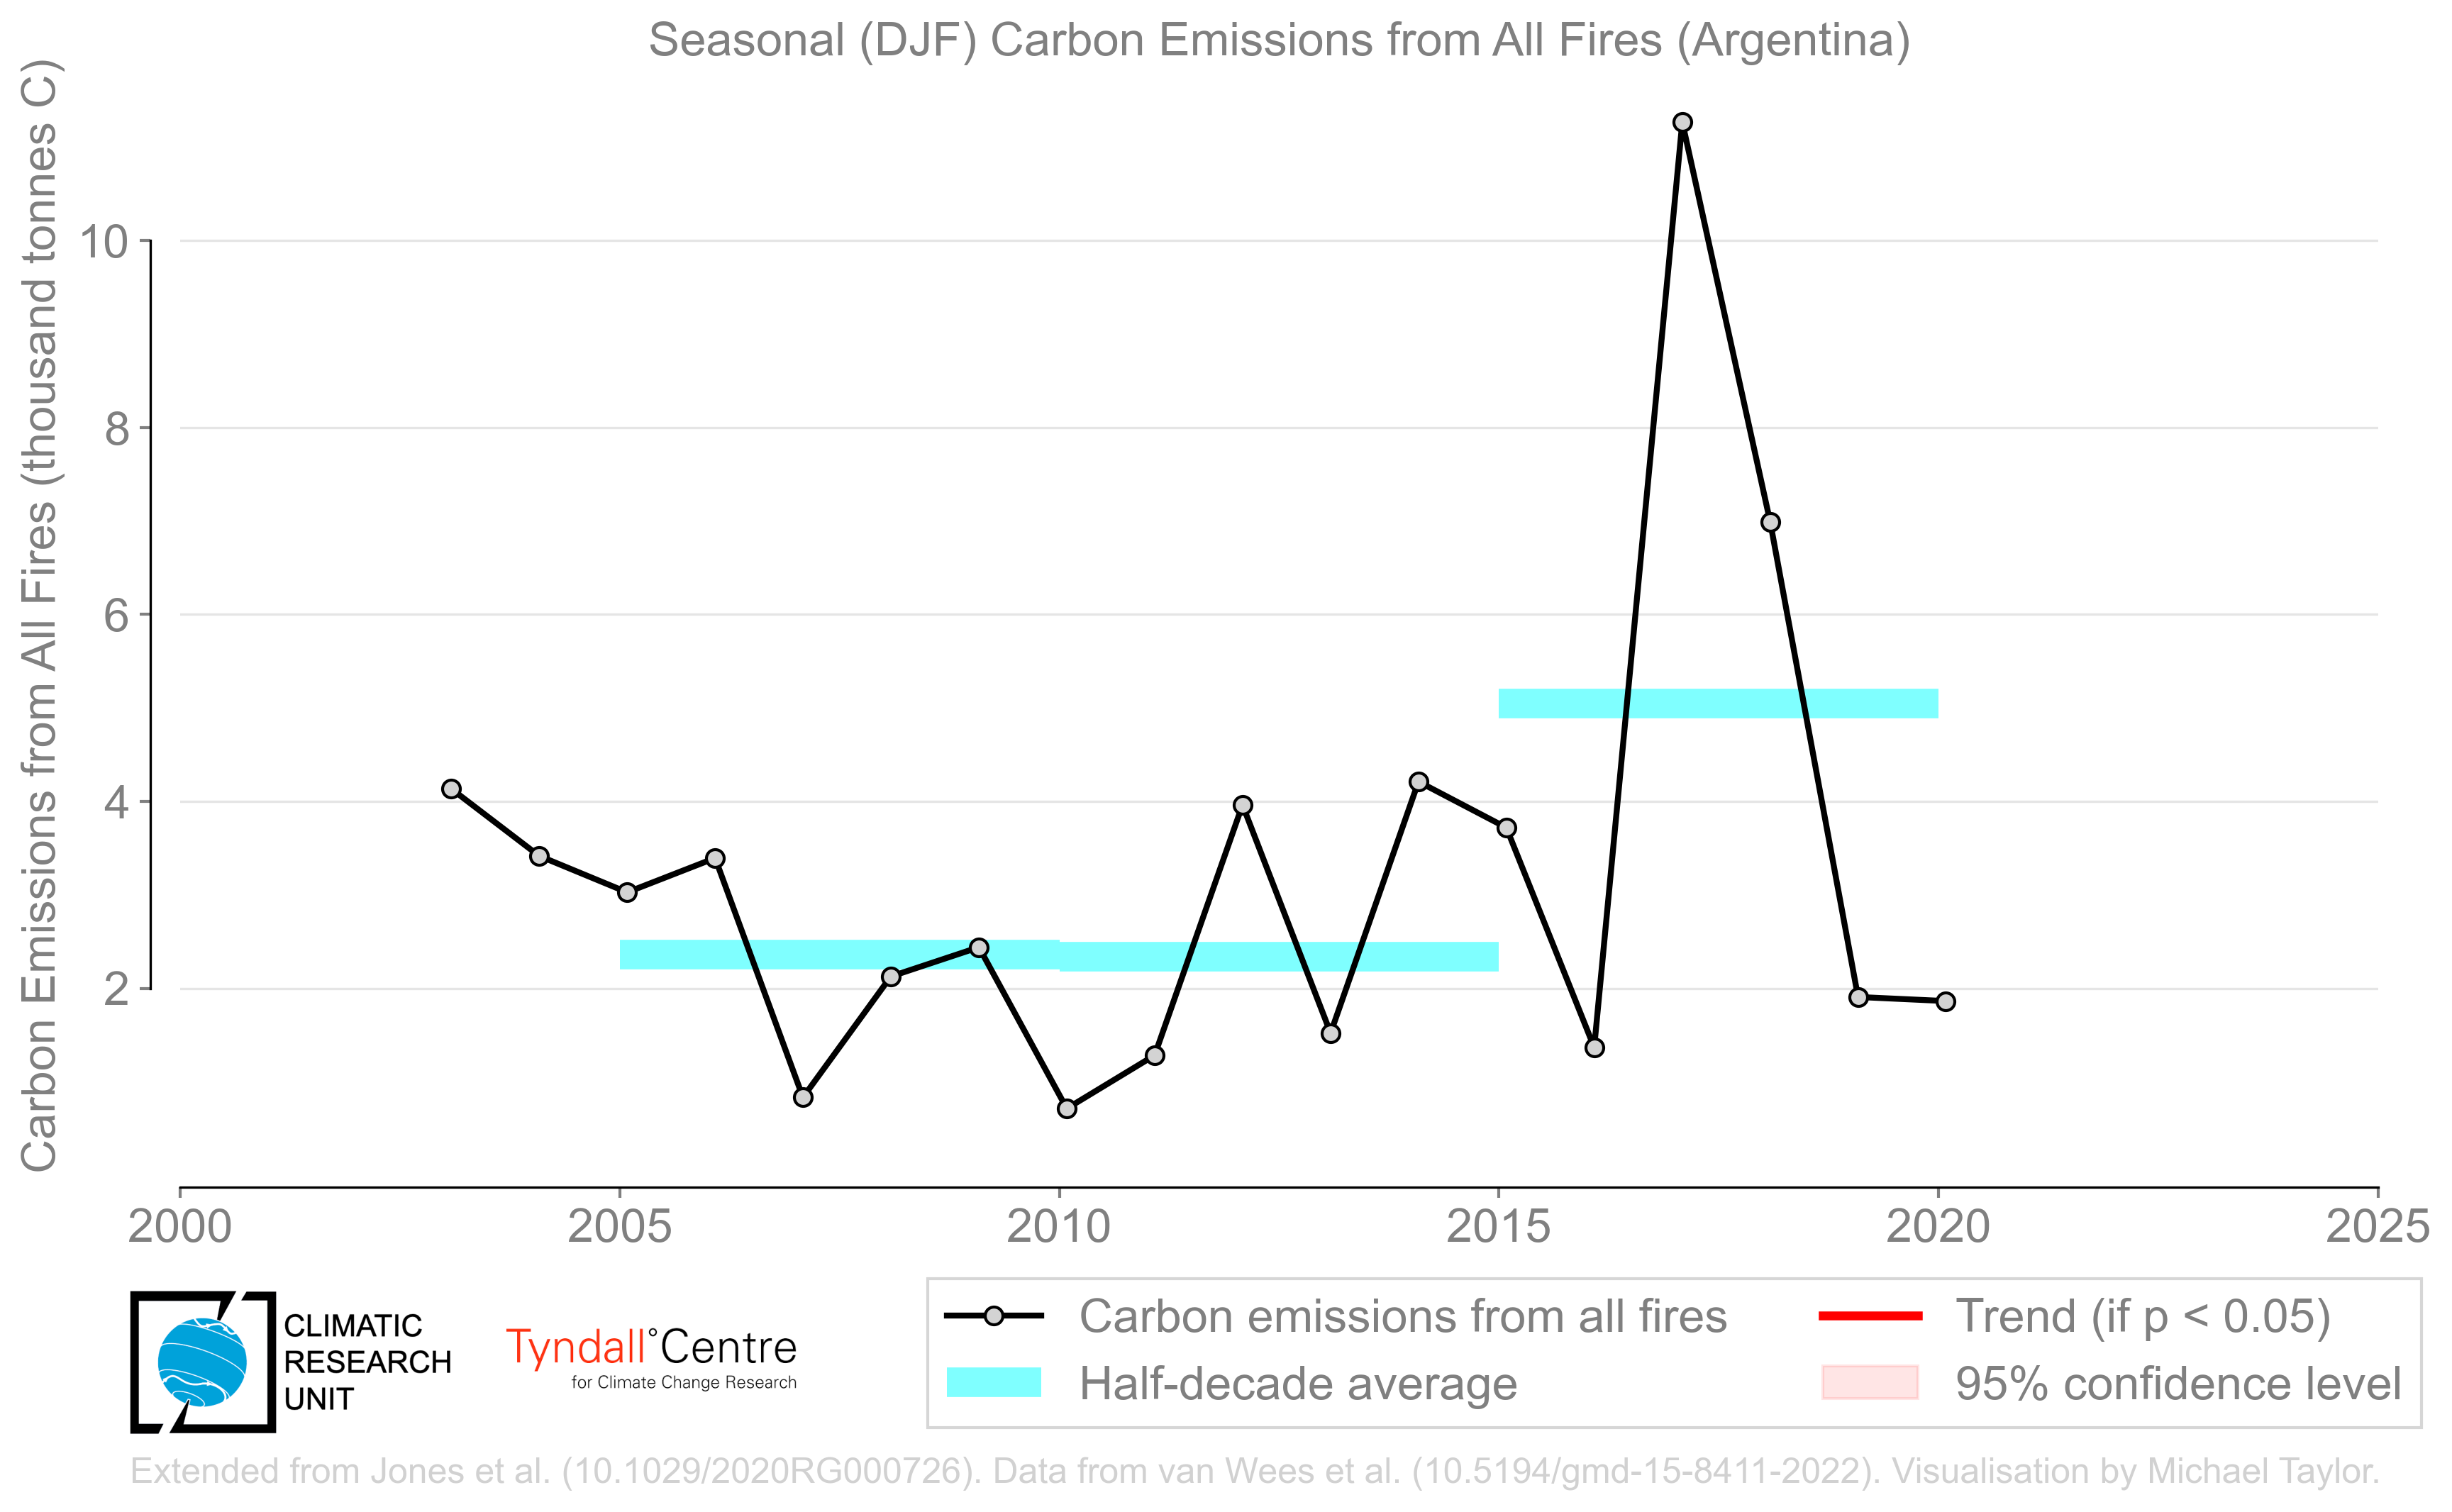 Seasonal (DJF) Carbon Emissions from All Fires (Argentina)
Carbon Emissions from All Fires (thousand tonnes C)
10
8
6
4
2
2000 2005 2010 2015 2020 2025
Carbon emissions from all fires
Half-decade average
Trend (if p < 0.05)
95% confidence level
CLIMATIC
RESEARCH
UNIT
Tyndall°Centre
for Climate Change Research
Extended from Jones et al. (10.1029/2020RG000726). Data from van Wees et al. (10.5194/gmd-15-8411-2022). Visualisation by Michael Taylor.